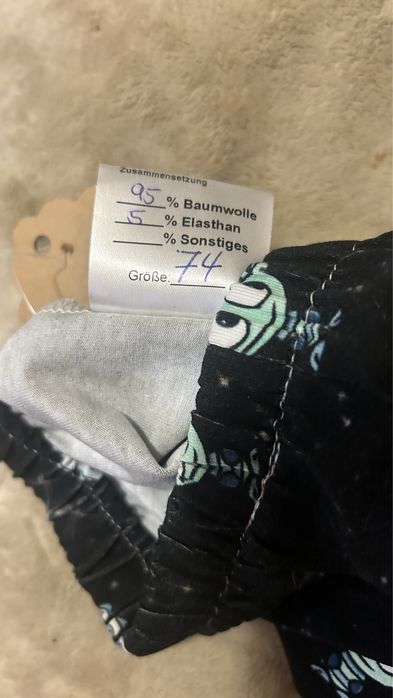 Zusammensetzung
95 % Baumwolle
5 % Elasthan
% Sonstiges
Größe: 74